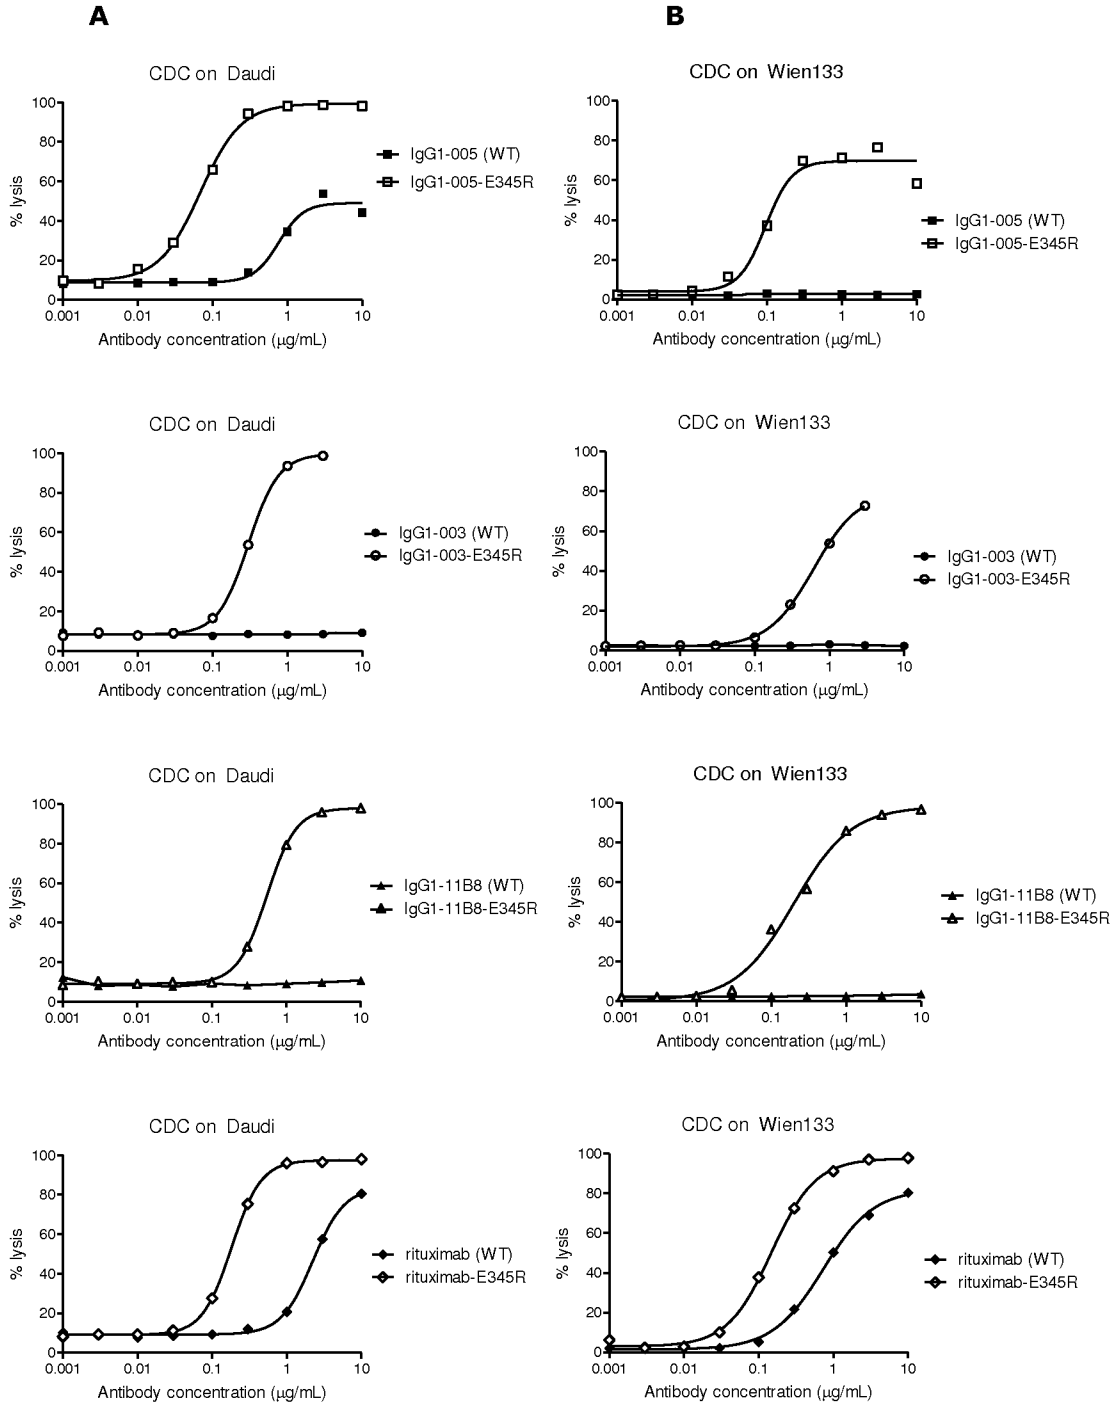 A
B
CDC on Daudi
100
80
60
40
20
0
% lysis
0.001 0.01 0.1 1 10
Antibody concentration (µg/mL)
IgG1-005 (WT)
IgG1-005-E345R
CDC on Wien133
100
80
60
40
20
0
% lysis
0.001 0.01 0.1 1 10
Antibody concentration (µg/mL)
IgG1-005 (WT)
IgG1-005-E345R
CDC on Daudi
100
80
60
40
20
0
% lysis
0.001 0.01 0.1 1 10
Antibody concentration (µg/mL)
IgG1-003 (WT)
IgG1-003-E345R
CDC on Wien133
100
80
60
40
20
0
% lysis
0.001 0.01 0.1 1 10
Antibody concentration (µg/mL)
IgG1-003 (WT)
IgG1-003-E345R
CDC on Daudi
100
80
60
40
20
0
% lysis
0.001 0.01 0.1 1 10
Antibody concentration (µg/mL)
IgG1-11B8 (WT)
IgG1-11B8-E345R
CDC on Wien133
100
80
60
40
20
0
% lysis
0.001 0.01 0.1 1 10
Antibody concentration (µg/mL)
IgG1-11B8 (WT)
IgG1-11B8-E345R
CDC on Daudi
100
80
60
40
20
0
% lysis
0.001 0.01 0.1 1 10
Antibody concentration (µg/mL)
rituximab (WT)
rituximab-E345R
CDC on Wien133
100
80
60
40
20
0
% lysis
0.001 0.01 0.1 1 10
Antibody concentration (µg/mL)
rituximab (WT)
rituximab-E345R